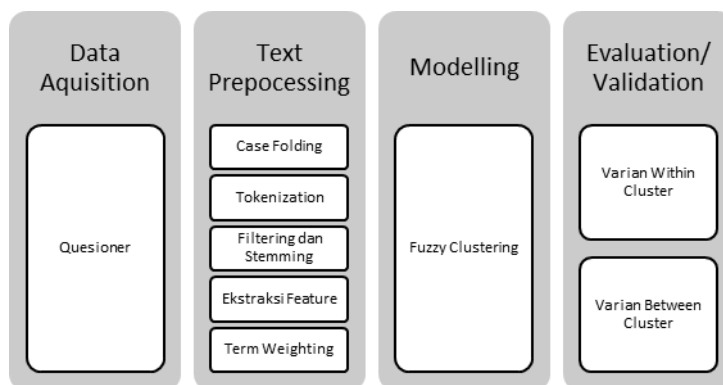 Data
Aquisition
Quesioner
Text
Prepocessing
Case Folding
Tokenization
Filtering dan
Stemming
Ekstraksi Feature
Term Weighting
Modelling
Fuzzy Clustering
Evaluation/
Validation
Varian Within
Cluster
Varian Between
Cluster